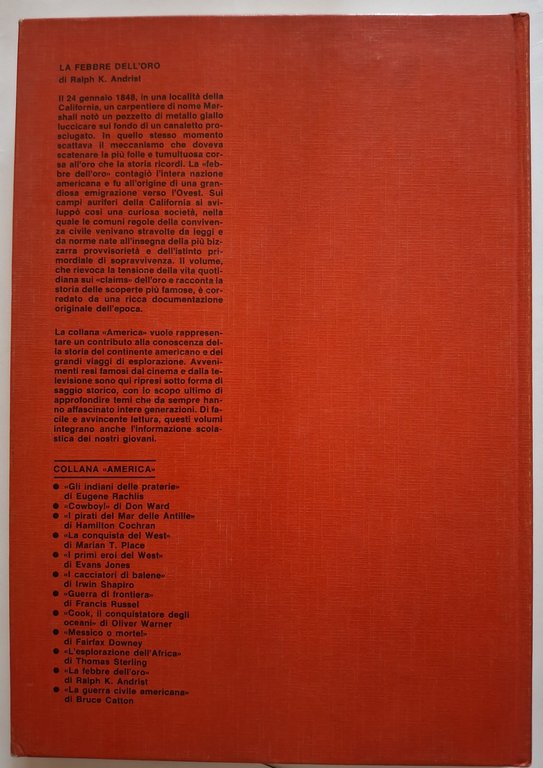 LA FEBBRE DELL'ORO
di Ralph K. Andrist
Il 24 gennaio 1848, in una località della
California, un carpentiere di nome Mar-
shall notò un pezzetto di metallo giallo
luccicare sul fondo di un canaletto pro-
sciugato. In quello stesso momento
scattava il meccanismo che doveva
scatenare la più folle e tumultuosa cor-
sa all'oro che la storia ricordi. La «feb-
bre dell'oro» contagiò l'intera nazione
americana e fu all'origine di una gran-
diosa emigrazione verso l'Ovest. Sui
campi auriferi della California si svi-
luppò così una curiosa società, nella
quale le comuni regole della conviven-
za civile venivano stravolte da leggi e
da norme nate all'insegna della più biz-
zarra provvisorietà e dell'istinto pri-
mordiale di sopravvivenza. Il volume,
che rievoca la tensione della vita quoti-
diana sui «claims» dell'oro e racconta la
storia delle scoperte più famose, è cor-
redato da una ricca documentazione
originale dell'epoca.
La collana «America» vuole rappresen-
tare un contributo alla conoscenza del-
la storia del continente americano e dei
grandi viaggi di esplorazione. Avveni-
menti resi famosi dal cinema e dalla te-
levisione sono qui ripresi sotto forma di
saggio storico, con lo scopo ultimo di
approfondire temi che da sempre han-
no affascinato intere generazioni. Di fa-
cile e avvincente lettura, questi volumi
integrano anche l'informazione scola-
stica dei nostri giovani.
COLLANA «AMERICA»
● «Gli indiani delle praterie»
di Eugene Rachlis
● «Cowboy!» di Don Ward
● «I pirati del Mar delle Antille»
di Hamilton Cochran
● «La conquista del West»
di Marian T. Place
● «I primi eroi del West»
di Evans Jones
● «I cacciatori di balene»
di Irwin Shapiro
● «Guerra di frontiera»
di Francis Russel
● «Cook, il conquistatore degli
oceani» di Oliver Warner
● «Messico o morte!»
di Fairfax Downey
● «L'esplorazione dell'Africa»
di Thomas Sterling
● «La febbre dell'oro»
di Ralph K. Andrist
● «La guerra civile americana»
di Bruce Catton